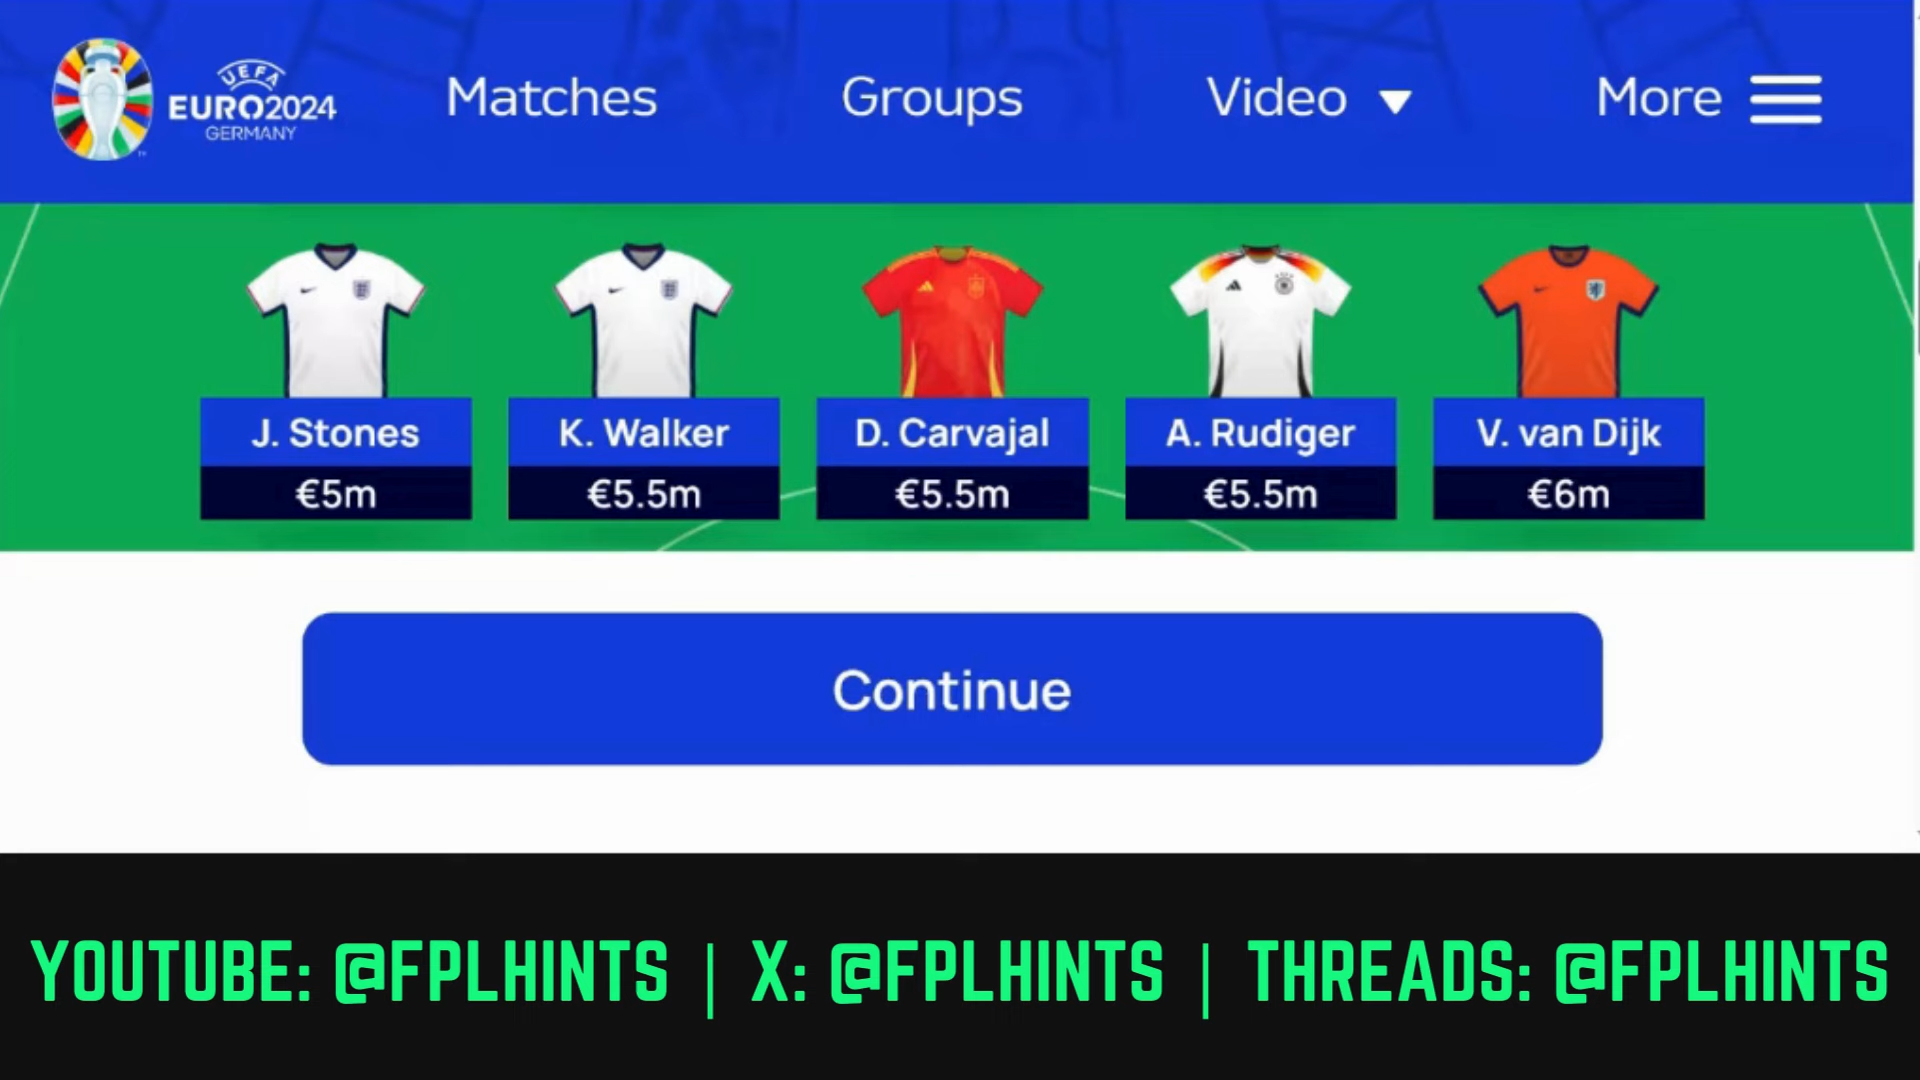 UEFA
EURO2024
GERMANY
Matches
Groups
Video
More
J. Stones
K. Walker
D. Carvajal
A. Rudiger
V. van Dijk
€5m
€5.5m
€5.5m
€5.5m
€6m
Continue
YOUTUBE: @FPLHINTS | X: @FPLHINTS | THREADS: @FPLHINTS